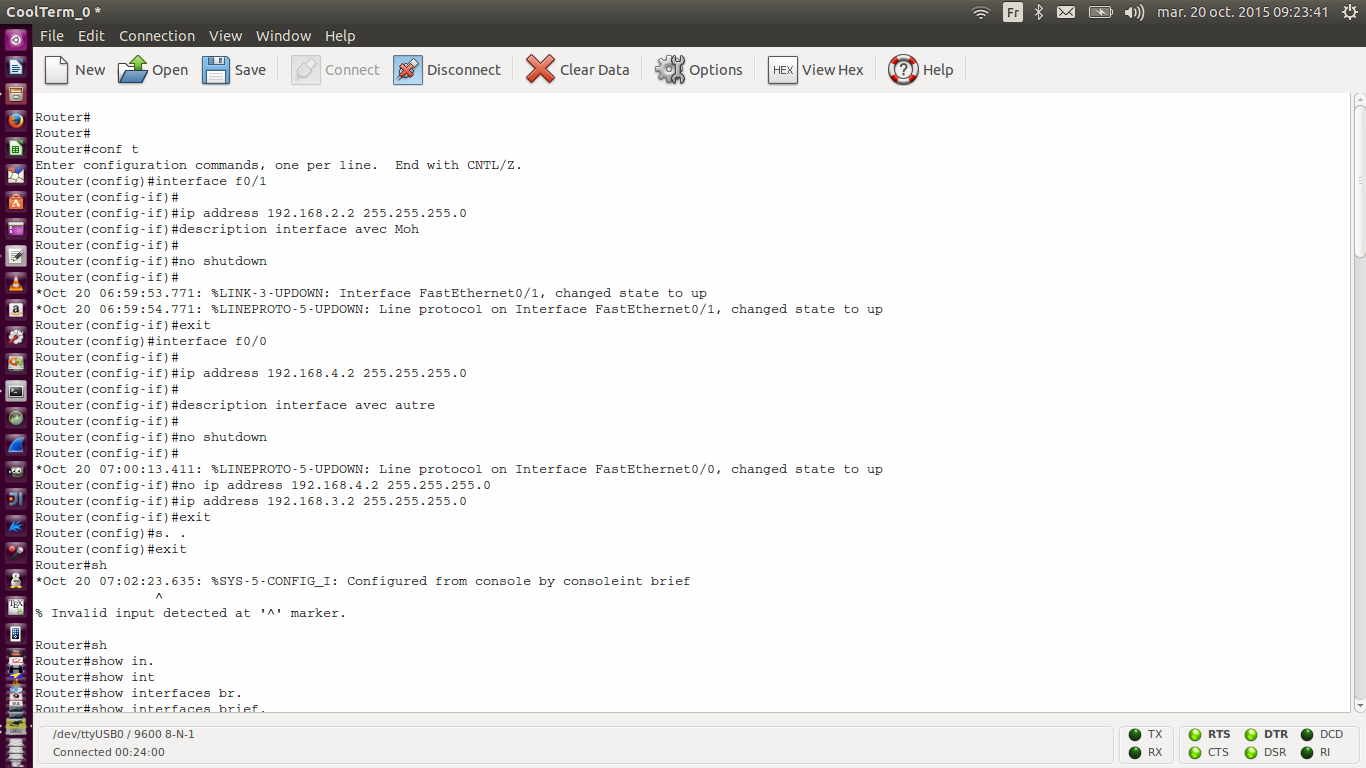 CoolTerm_0 *
Fr
mar. 20 oct. 2015 09:23:41
File Edit Connection View Window Help
New Open Save Connect Disconnect Clear Data Options HEX View Hex Help
Router#
Router#
Router#conf t
Enter configuration commands, one per line.  End with CNTL/Z.
Router(config)#interface f0/1
Router(config-if)#
Router(config-if)#ip address 192.168.2.2 255.255.255.0
Router(config-if)#description interface avec Moh
Router(config-if)#
Router(config-if)#no shutdown
Router(config-if)#
*Oct 20 06:59:53.771: %LINK-3-UPDOWN: Interface FastEthernet0/1, changed state to up
*Oct 20 06:59:54.771: %LINEPROTO-5-UPDOWN: Line protocol on Interface FastEthernet0/1, changed state to up
Router(config-if)#exit
Router(config)#interface f0/0
Router(config-if)#
Router(config-if)#ip address 192.168.4.2 255.255.255.0
Router(config-if)#
Router(config-if)#description interface avec autre
Router(config-if)#
Router(config-if)#no shutdown
Router(config-if)#
*Oct 20 07:00:13.411: %LINEPROTO-5-UPDOWN: Line protocol on Interface FastEthernet0/0, changed state to up
Router(config-if)#no ip address 192.168.4.2 255.255.255.0
Router(config-if)#ip address 192.168.3.2 255.255.255.0
Router(config-if)#exit
Router(config)#s. .
Router(config)#exit
Router#sh
*Oct 20 07:02:23.635: %SYS-5-CONFIG_I: Configured from console by consoleint brief
^
% Invalid input detected at '^' marker.
Router#sh
Router#show in.
Router#show int
Router#show interfaces br.
Router#show interfaces brief.
/dev/ttyUSB0 / 9600 8-N-1
Connected 00:24:00
TX RTS DTR DCD
RX CTS DSR RI